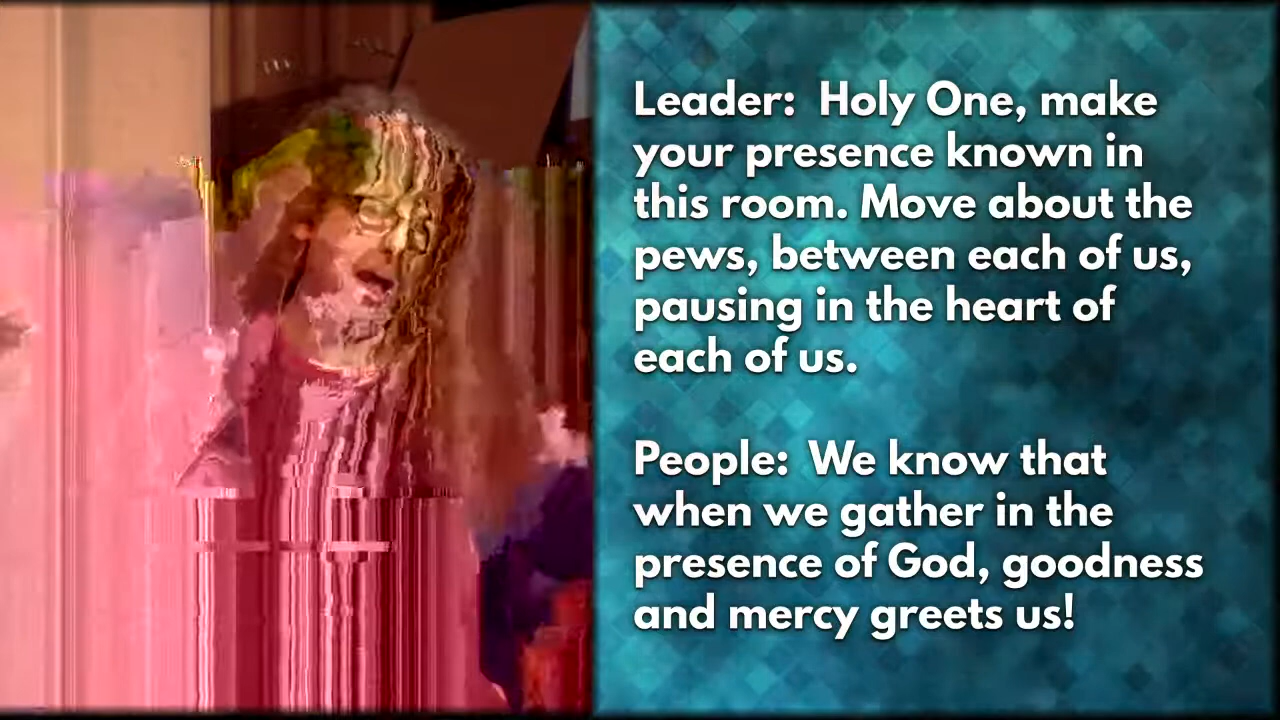 Leader:  Holy One, make
your presence known in
this room. Move about the
pews, between each of us,
pausing in the heart of
each of us.
People:  We know that
when we gather in the
presence of God, goodness
and mercy greets us!